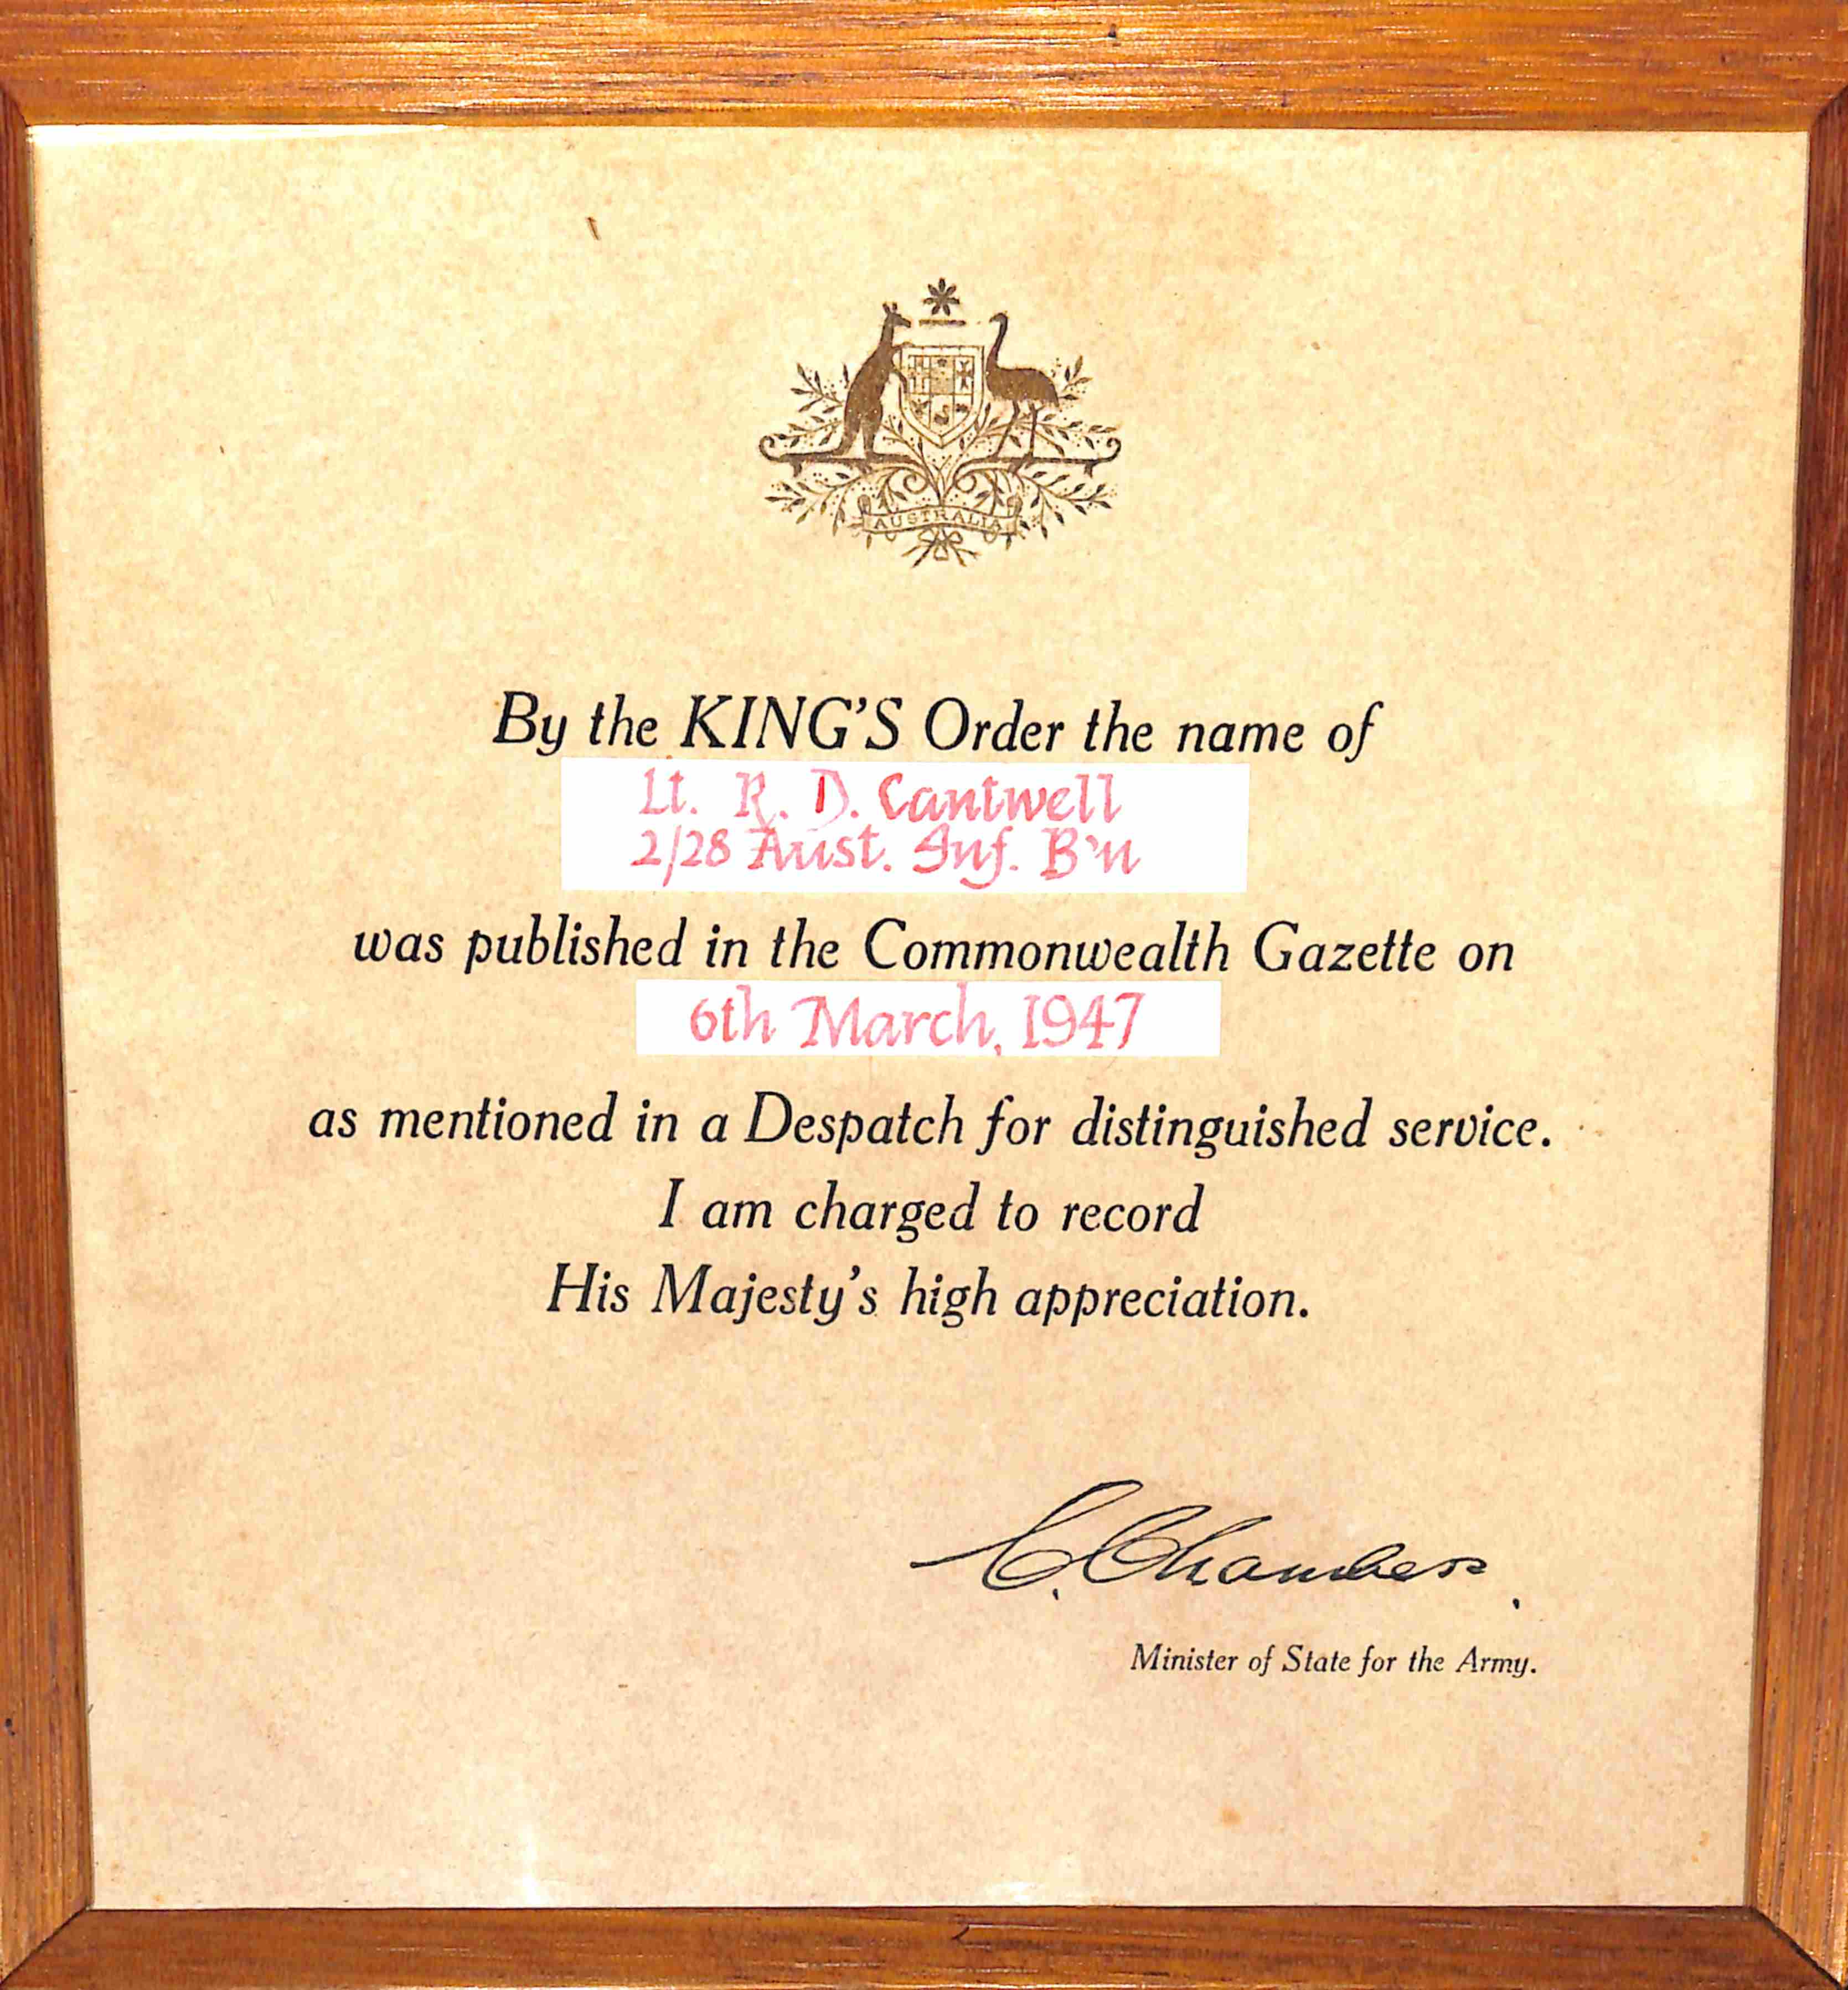 AUSTRALIA
By the KING'S Order the name of
Lt. R. D. Cantwell
2/28 Aust. Inf. B'n
was published in the Commonwealth Gazette on
6th March, 1947
as mentioned in a Despatch for distinguished service.
I am charged to record
His Majesty's high appreciation.
C. Chambers.
Minister of State for the Army.